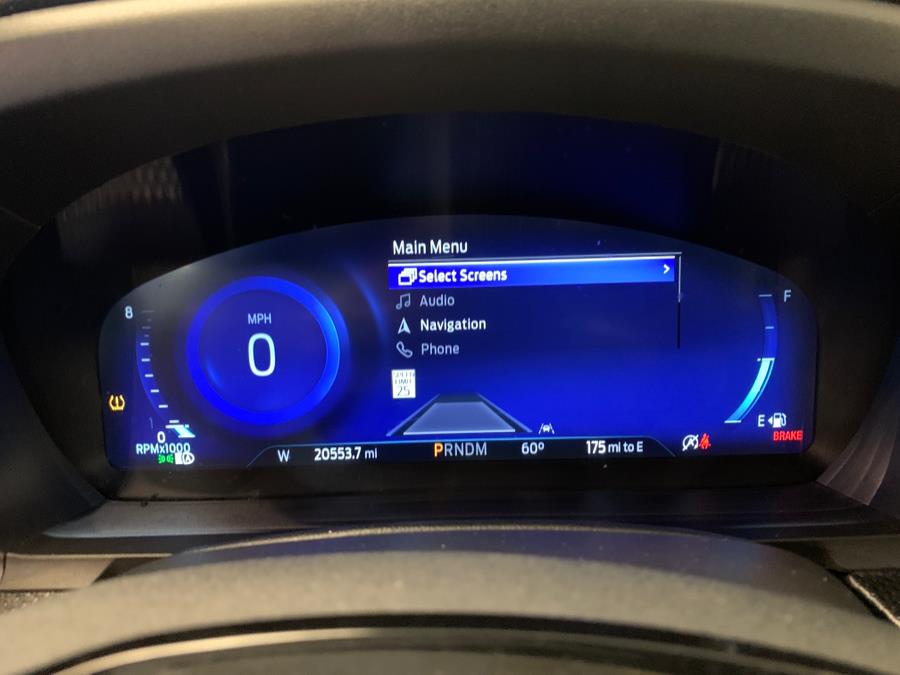 Main Menu
Select Screens
Audio
Navigation
Phone
8
MPH
0
SPEED
LIMIT
25
F
1
0
RPMx1000
E
BRAKE
W 20553.7 mi PRNDM 60° 175 mi to E